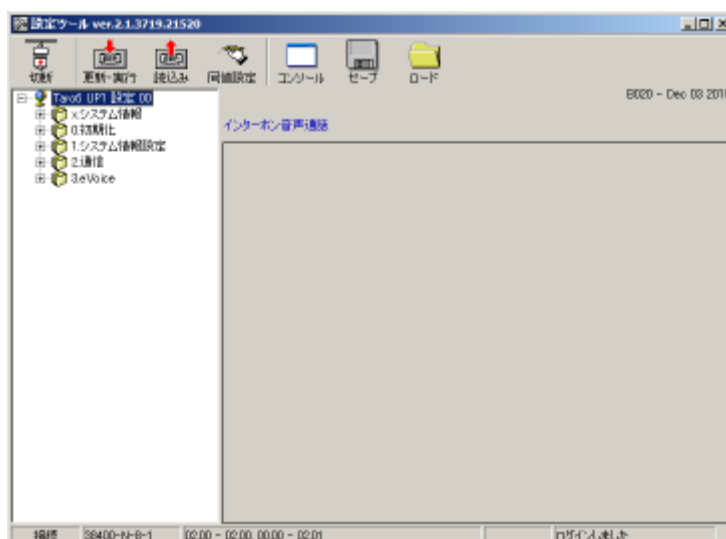 設定ツール ver.2.1.3719.21520
切断 更新・実行 読込み 同値設定 コンソール セーブ ロード
Taro6 UP1 設定 00
x:システム情報
0.初期化
1:システム情報設定
2:通信
3:eVoice
B020 - Dec 03 201
インターホン音声通話
接続 38400-N-8-1 02:00 - 02:00, 00:00 - 02:01 ログインしました